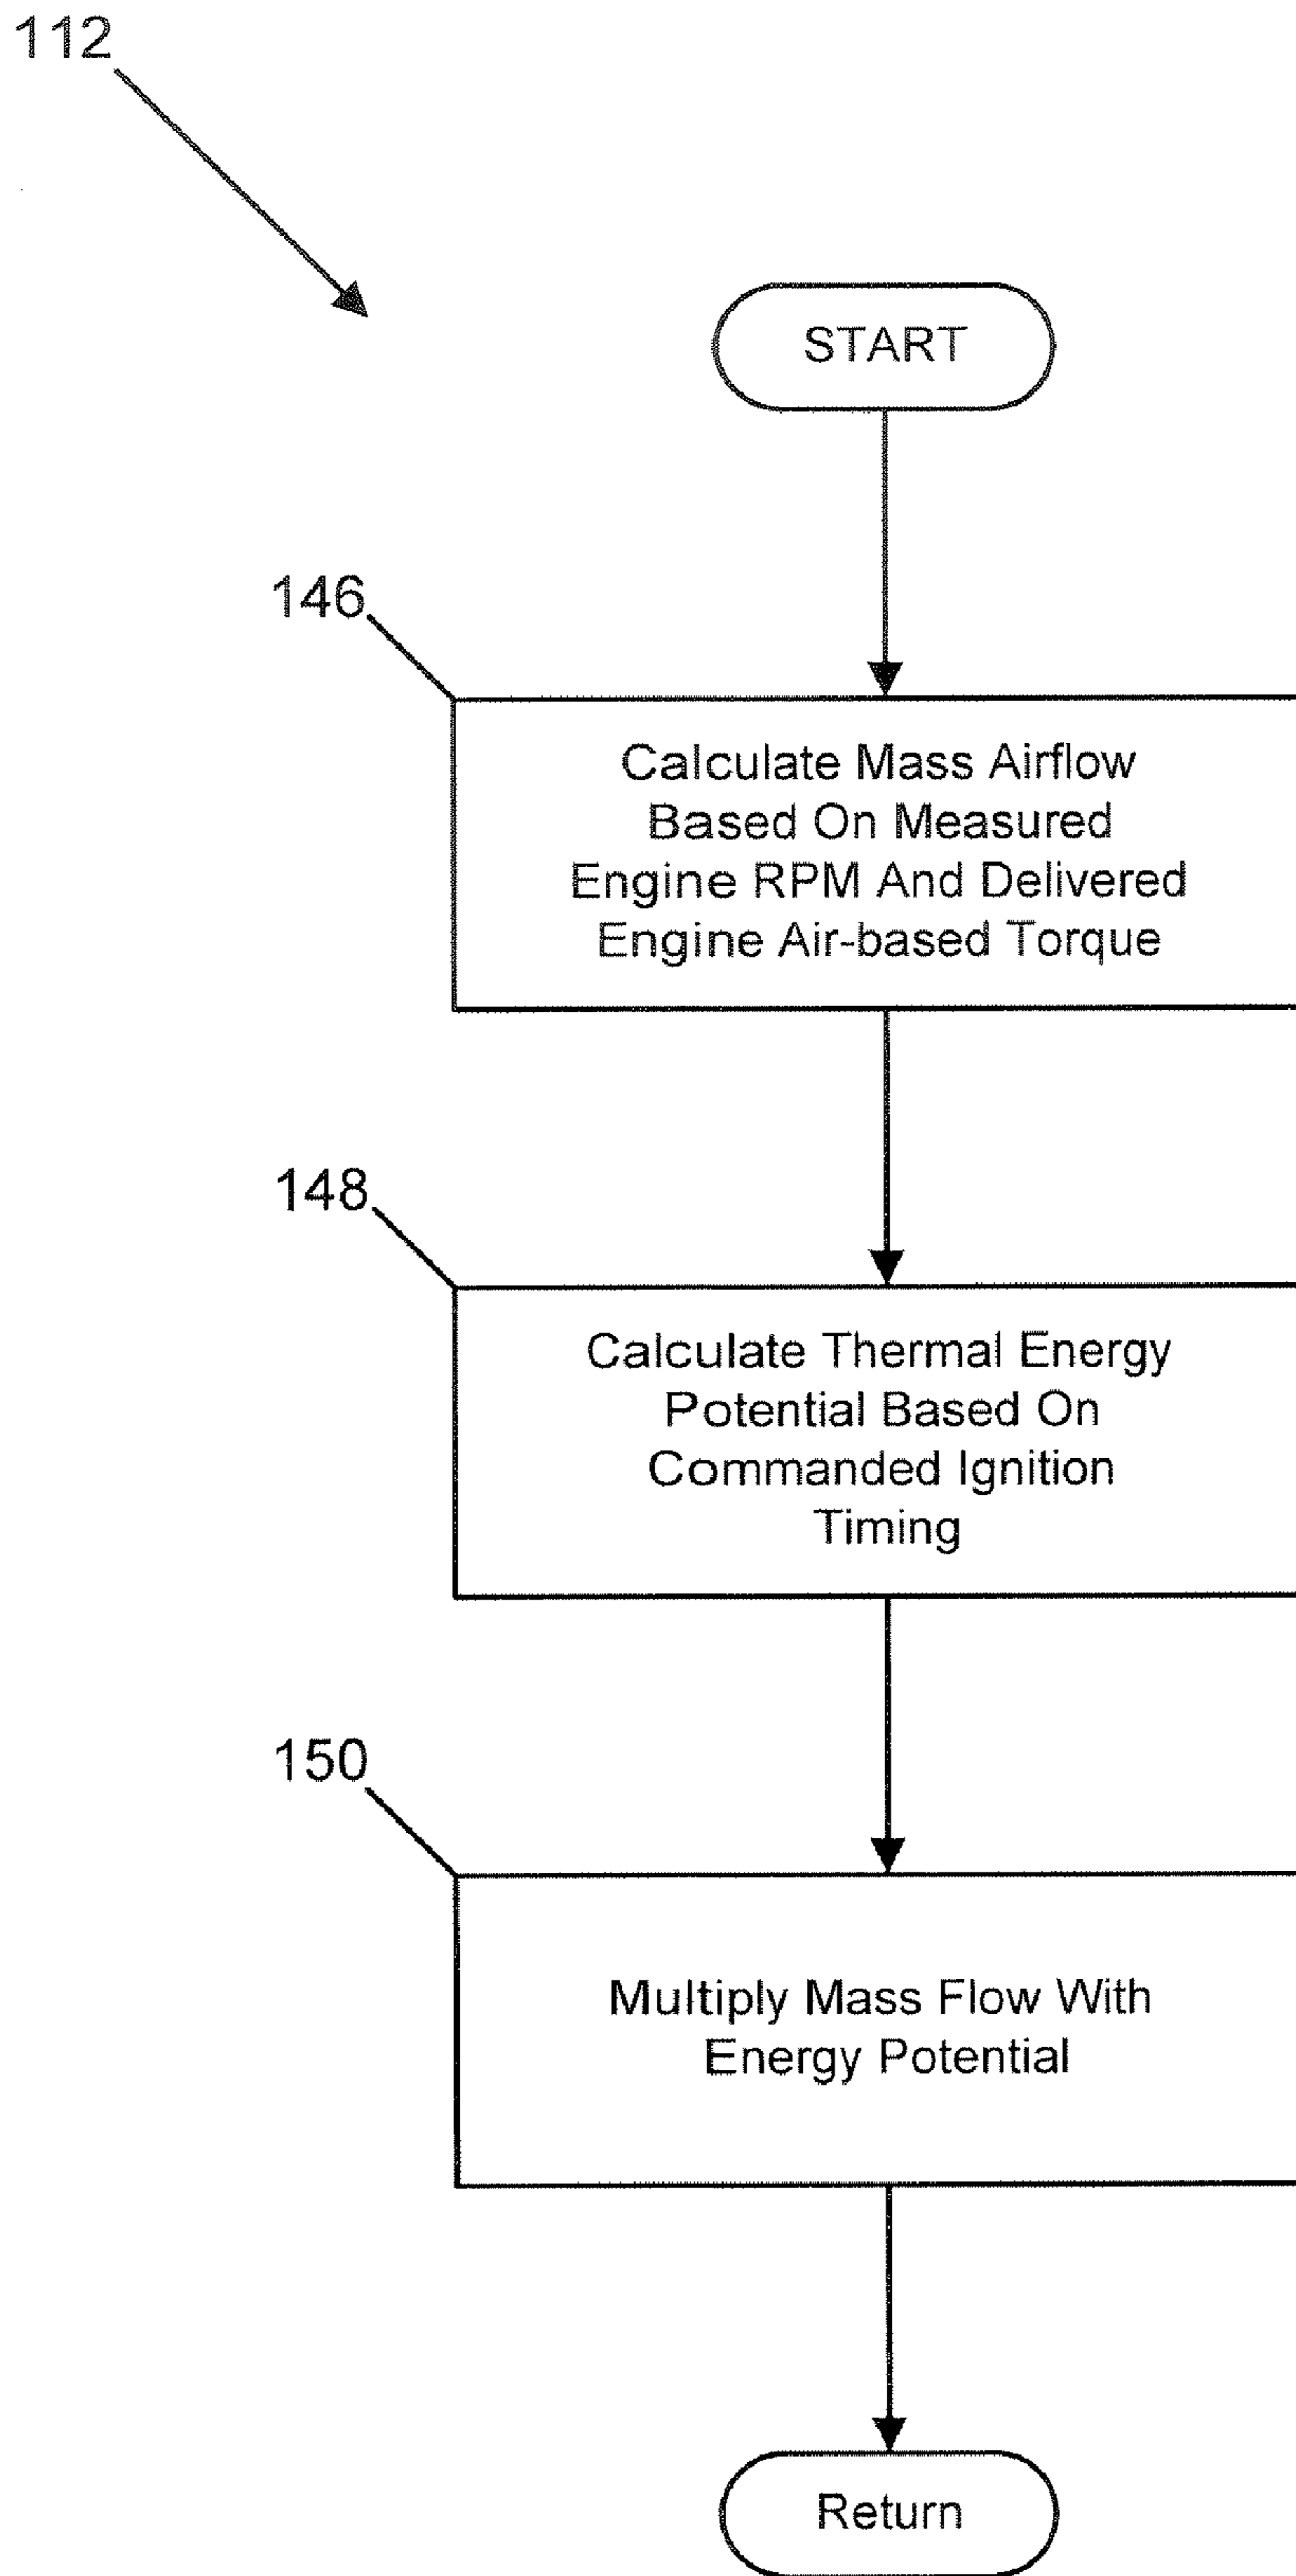 112
START
146
Calculate Mass Airflow
Based On Measured
Engine RPM And Delivered
Engine Air-based Torque
148
Calculate Thermal Energy
Potential Based On
Commanded Ignition
Timing
150
Multiply Mass Flow With
Energy Potential
Return